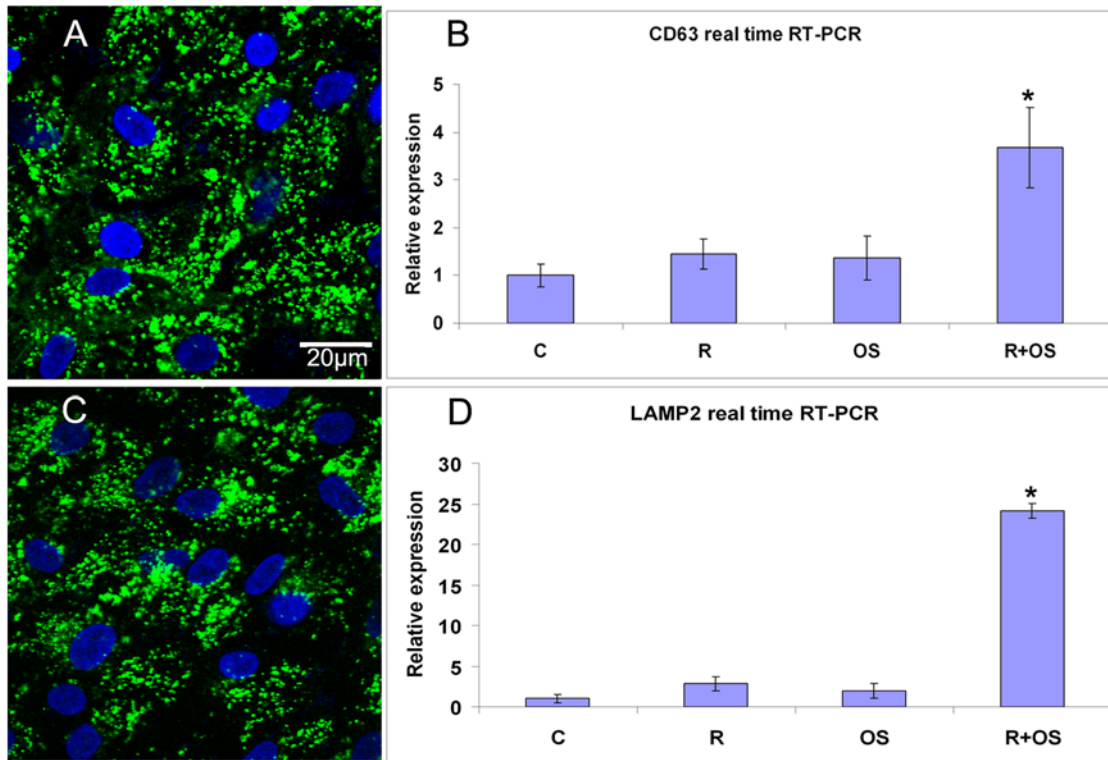 A
20µm
B
CD63 real time RT-PCR
Relative expression
5
4
3
2
1
0
*
C
R
OS
R+OS
C
D
LAMP2 real time RT-PCR
Relative expression
30
25
20
15
10
5
0
*
C
R
OS
R+OS